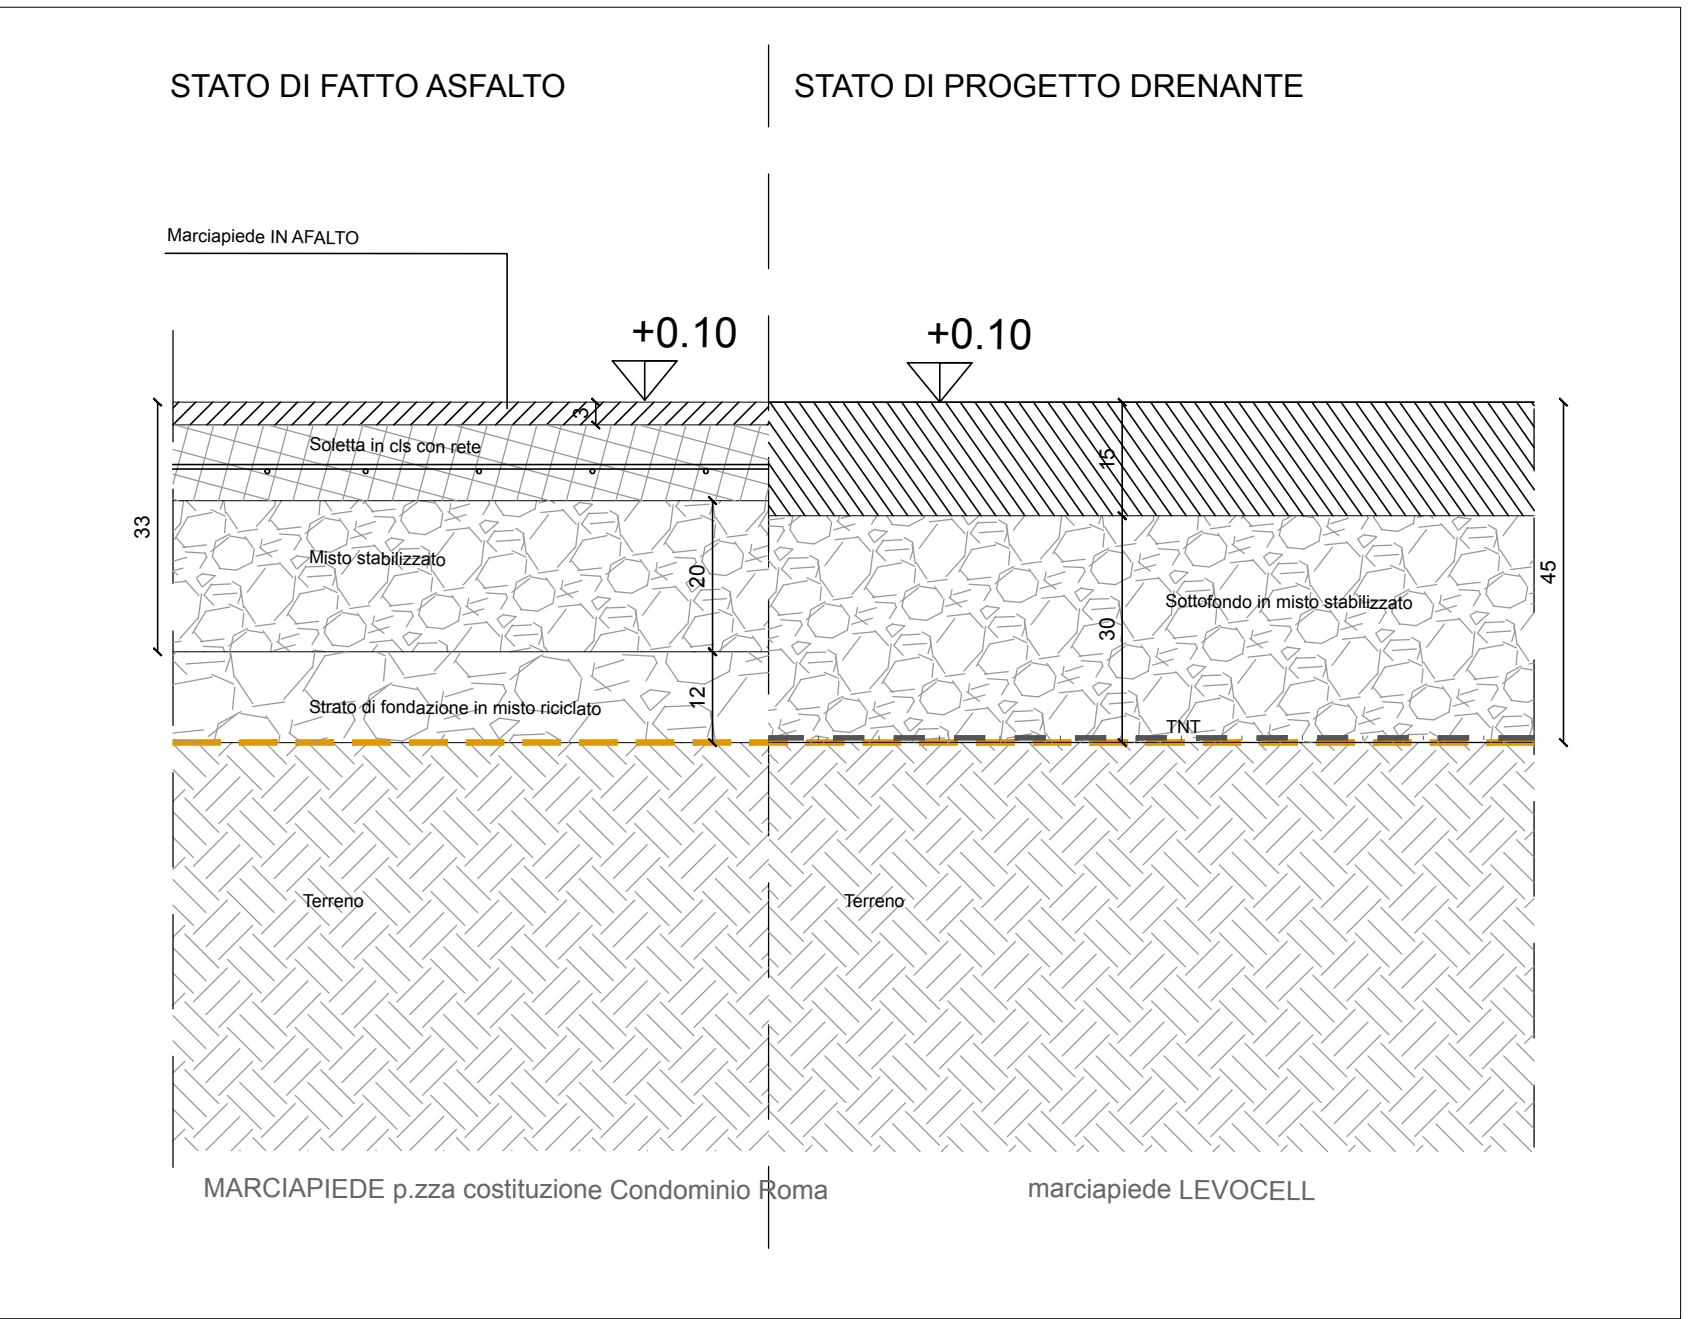 STATO DI FATTO ASFALTO
STATO DI PROGETTO DRENANTE
Marciapiede IN AFALTO
+0.10
+0.10
3
Soletta in cls con rete
15
33
Misto stabilizzato
20
45
Sottofondo in misto stabilizzato
30
12
Strato di fondazione in misto riciclato
TNT
Terreno
Terreno
MARCIAPIEDE p.zza costituzione Condominio Roma
marciapiede LEVOCELL